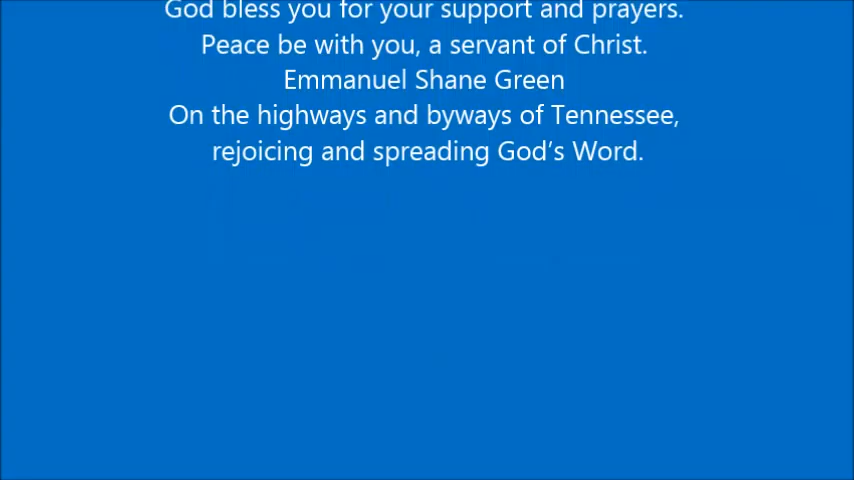 God bless you for your support and prayers.
Peace be with you, a servant of Christ.
Emmanuel Shane Green
On the highways and byways of Tennessee,
rejoicing and spreading God’s Word.